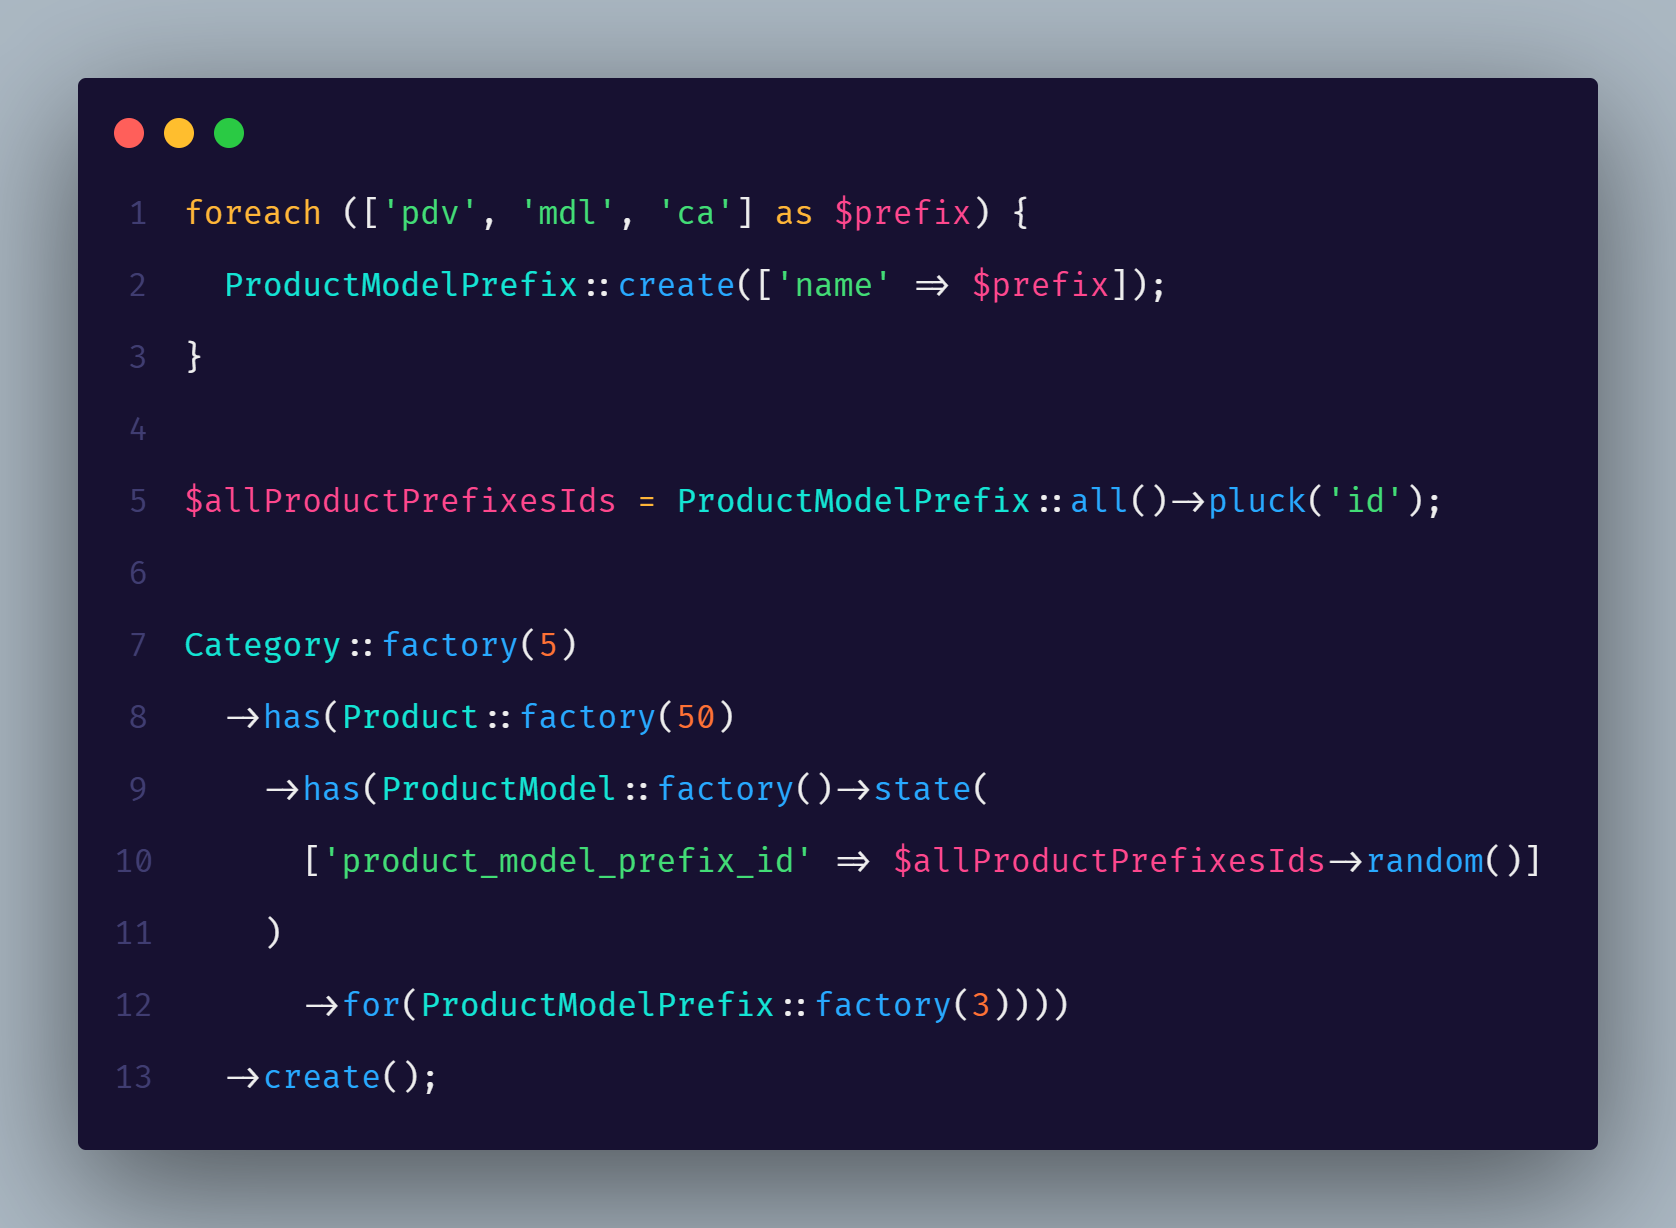 1 foreach (['pdv', 'mdl', 'ca'] as $prefix) {
2   ProductModelPrefix::create(['name' => $prefix]);
3 }
4
5 $allProductPrefixesIds = ProductModelPrefix::all()->pluck('id');
6
7 Category::factory(5)
8   ->has(Product::factory(50)
9     ->has(ProductModel::factory()->state(
10       ['product_model_prefix_id' => $allProductPrefixesIds->random()]
11     )
12       ->for(ProductModelPrefix::factory(3))))
13   ->create();